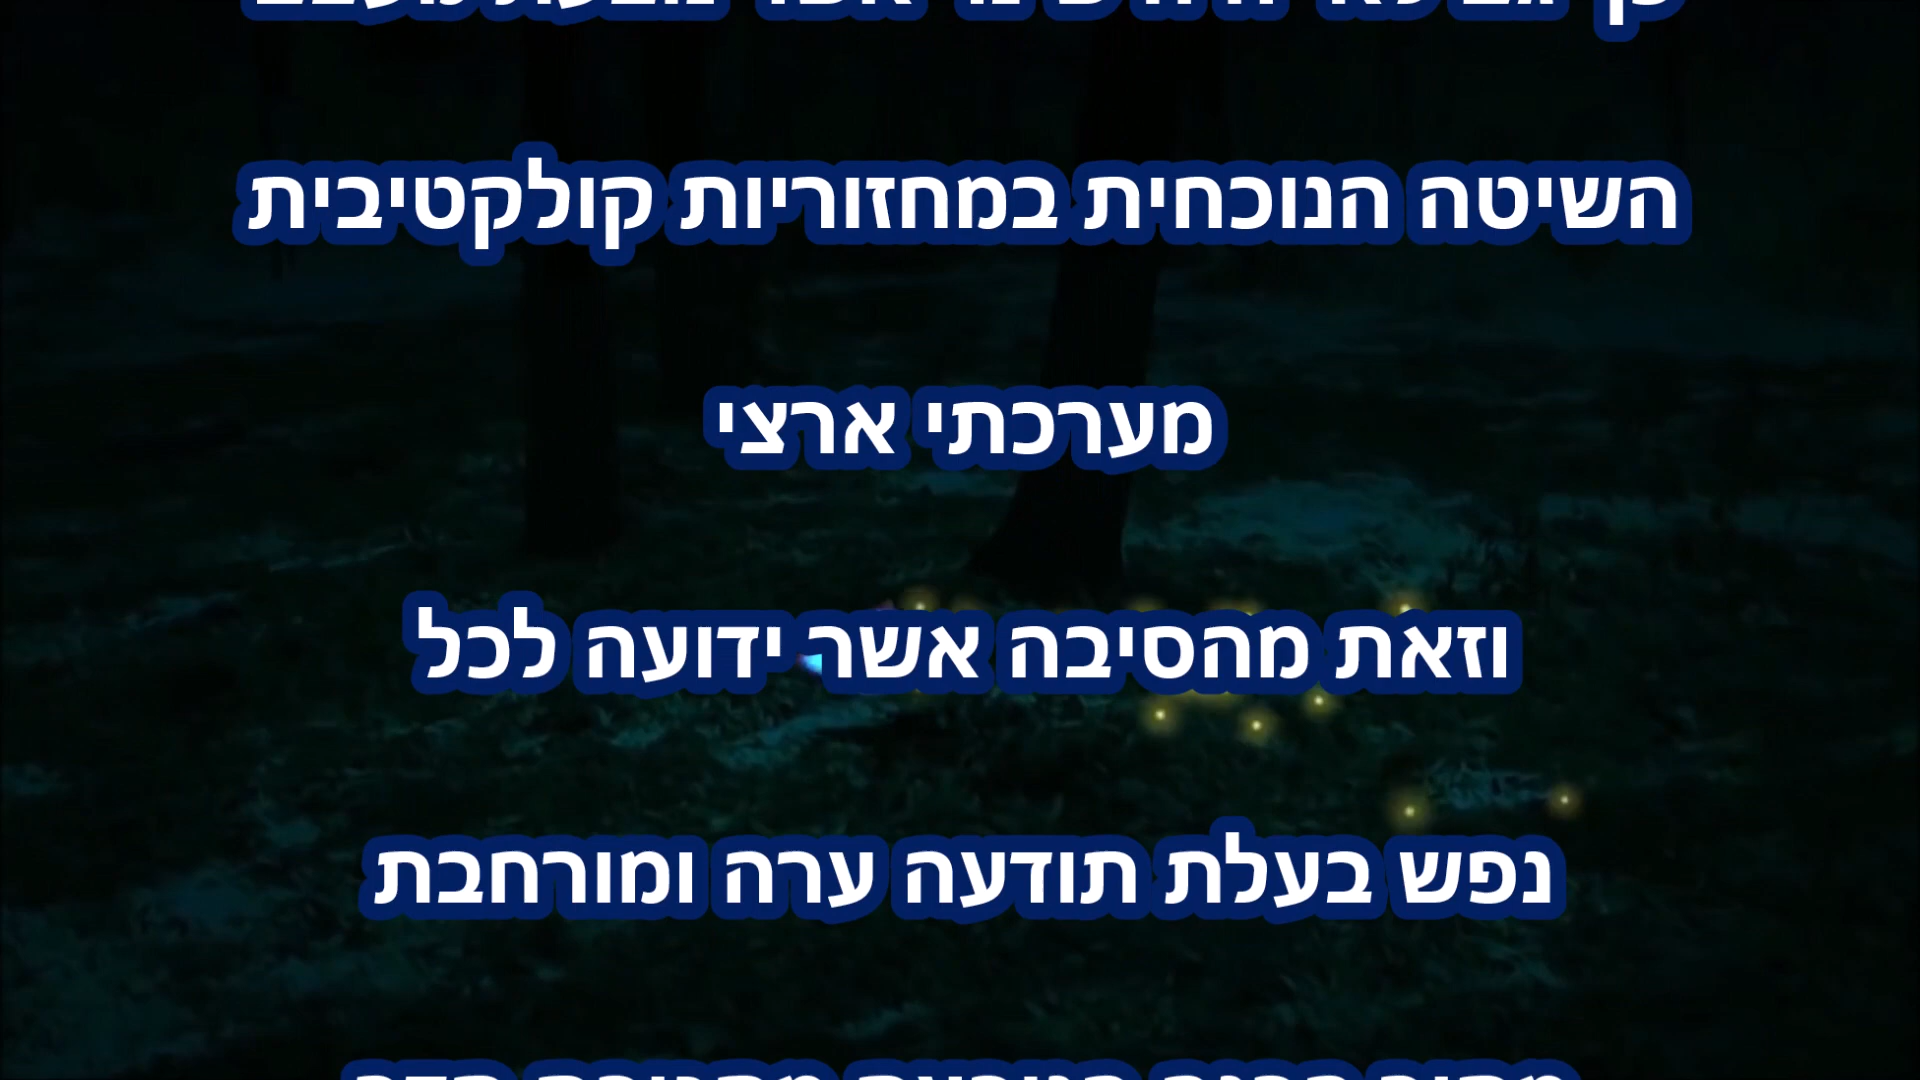 השיטה הנוכחית במחזוריות קולקטיבית
מערכתי ארצי
וזאת מהסיבה אשר ידועה לכל
נפש בעלת תודעה ערה ומורחבת